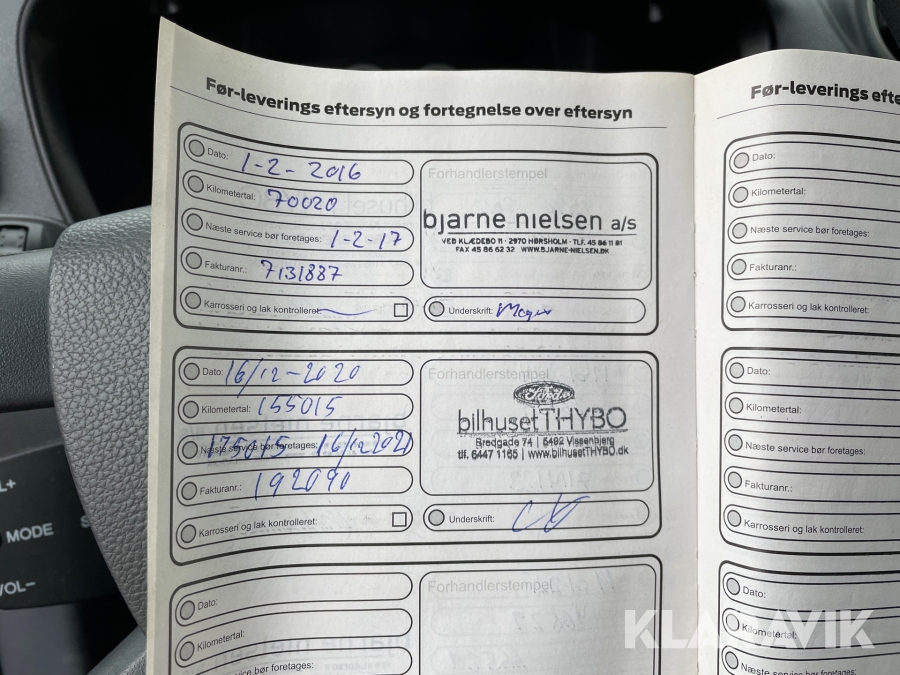 Før-leverings eftersyn og fortegnelse over eftersyn
Dato: 1-2-2016
Kilometertal: 70020
Næste service bør foretages: 1-2-17
Fakturanr.: 7131887
Karrosseri og lak kontrolleret:
Forhandlerstempel
bjarne nielsen a/s
VED KLÆDEBO 11 · 2970 HØRSHOLM · TLF. 45 86 11 81
FAX 45 86 62 32 WWW.BJARNE-NIELSEN.DK
Underskrift:
Dato: 16/12-2020
Kilometertal: 155015
Næste service bør foretages: 175015 - 16/12 2021
Fakturanr.: 192090
Karrosseri og lak kontrolleret:
Forhandlerstempel
Ford
bilhusetTHYBO
Bredgade 74 | 5492 Vissenbjerg
tlf. 6447 1165 | www.bilhusetTHYBO.dk
Underskrift:
Dato:
Kilometertal:
Næste service bør foretages:
Forhandlerstempel
Før-leverings efte
Dato:
Kilometertal:
Næste service bør foretages:
Fakturanr.:
Karrosseri og lak kontrolleret:
Dato:
Kilometertal:
Næste service bør foretages:
Fakturanr.:
Karrosseri og lak kontrolleret:
Dato:
Kilometertal:
Næste service bør foretages:
MODE
VOL-
KLARAVIK